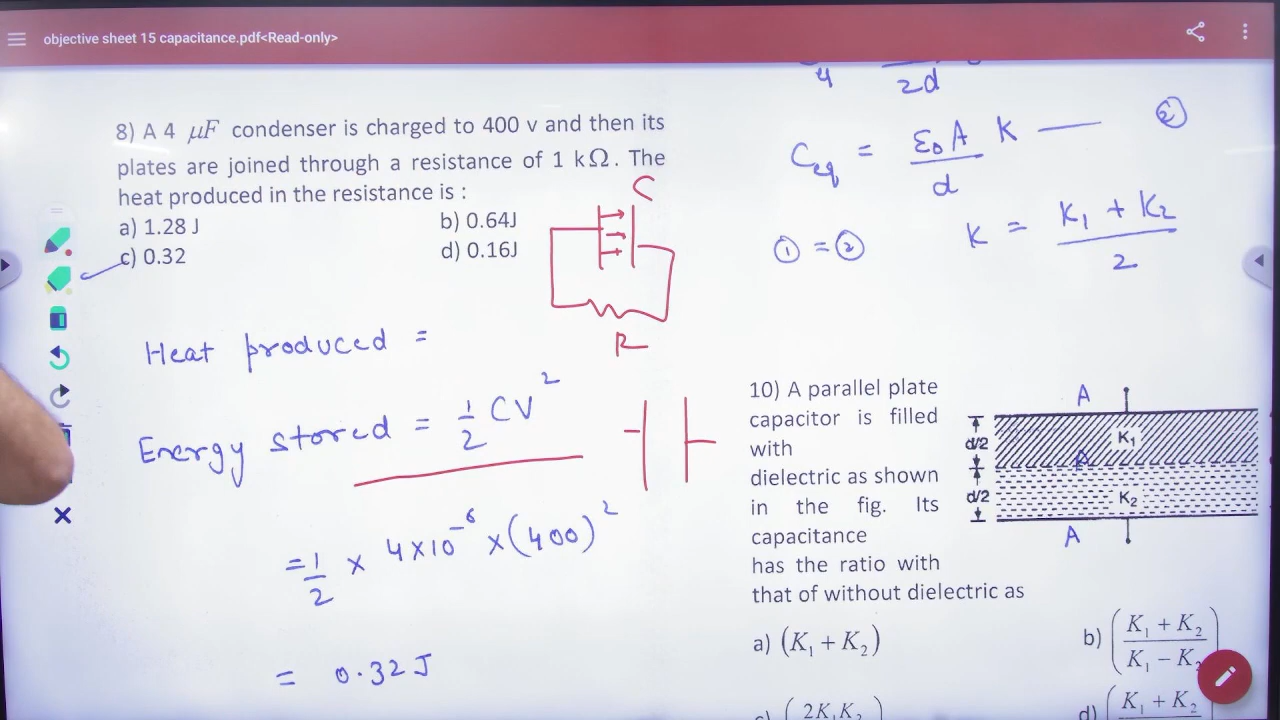 objective sheet 15 capacitance.pdf<Read-only>
8) A 4 μF condenser is charged to 400 v and then its
plates are joined through a resistance of 1 kΩ. The
heat produced in the resistance is :
a) 1.28 J b) 0.64J
c) 0.32 d) 0.16J
C
R
Heat produced =
Energy stored = 1/2 CV²
= 1/2 × 4×10⁻⁶ × (400)²
= 0.32 J
2d
C_eq = ε₀A/d K — ②
① = ② K = (K₁ + K₂)/2
10) A parallel plate
capacitor is filled
with
dielectric as shown
in the fig. Its
capacitance
has the ratio with
that of without dielectric as
A
d/2 K₁
A
d/2 K₂
A
a) (K₁ + K₂) b) ((K₁ + K₂)/(K₁ − K₂
2K₁K₂ d) (K₁ + K₂